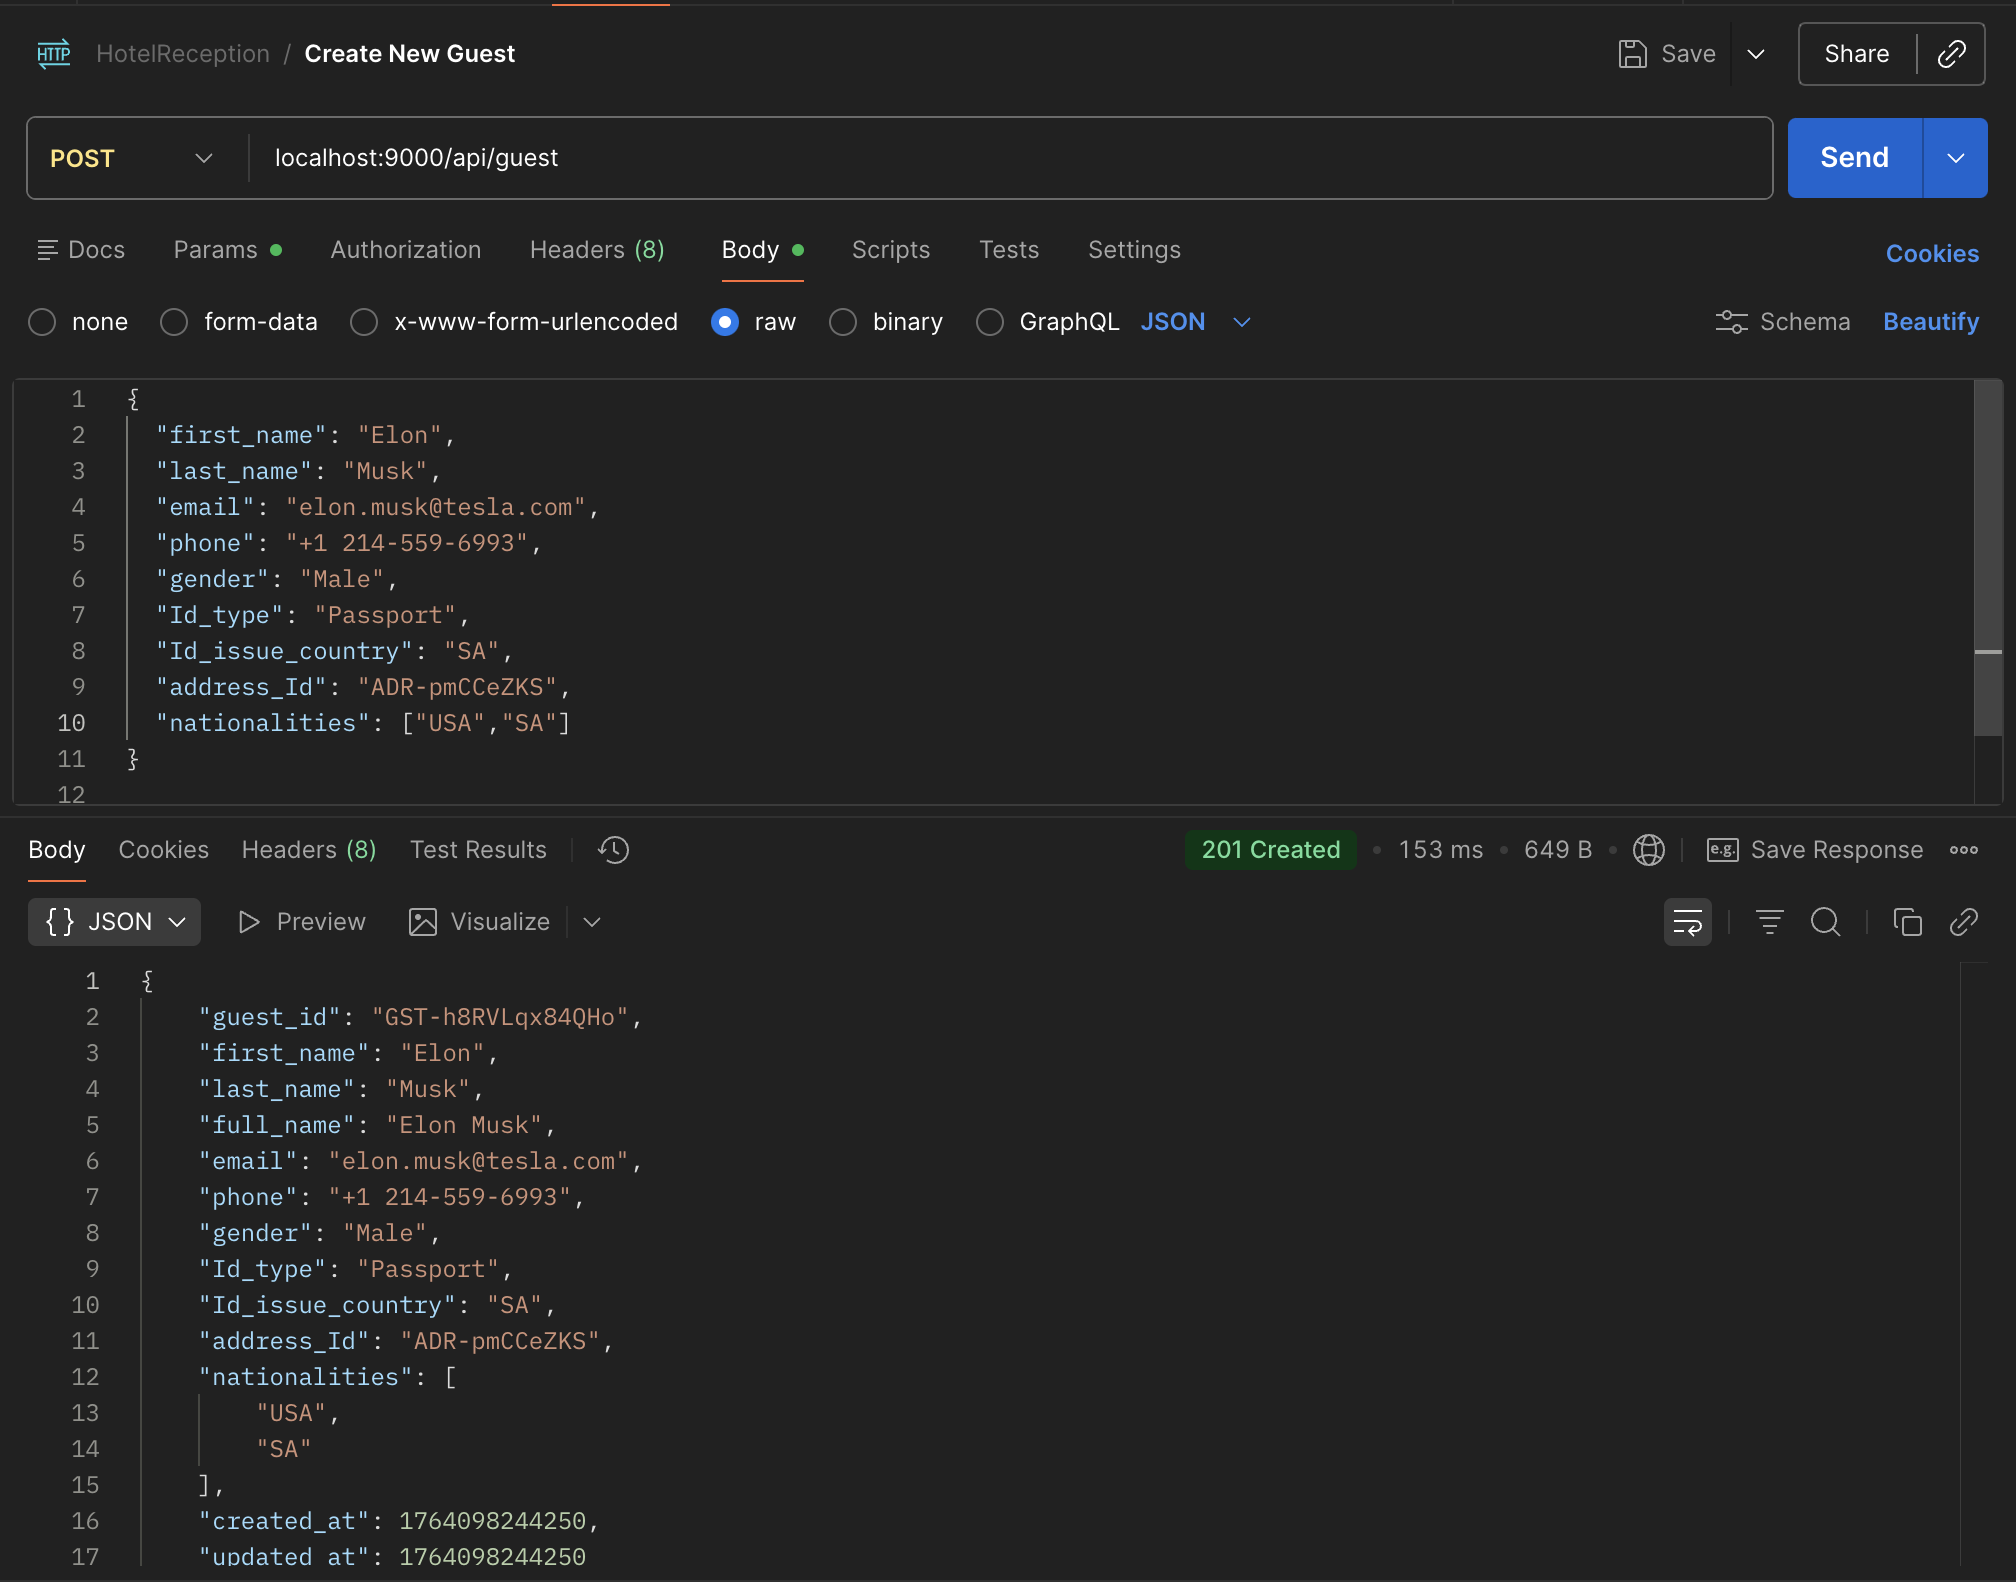 HTTP HotelReception / Create New Guest Save Share
POST localhost:9000/api/guest Send
Docs Params Authorization Headers (8) Body Scripts Tests Settings Cookies
none form-data x-www-form-urlencoded raw binary GraphQL JSON Schema Beautify
1 {
2 "first_name": "Elon",
3 "last_name": "Musk",
4 "email": "elon.musk@tesla.com",
5 "phone": "+1 214-559-6993",
6 "gender": "Male",
7 "Id_type": "Passport",
8 "Id_issue_country": "SA",
9 "address_Id": "ADR-pmCCeZKS",
10 "nationalities": ["USA","SA"]
11 }
12
Body Cookies Headers (8) Test Results 201 Created • 153 ms • 649 B • e.g. Save Response
{} JSON Preview Visualize
1 {
2 "guest_id": "GST-h8RVLqx84QHo",
3 "first_name": "Elon",
4 "last_name": "Musk",
5 "full_name": "Elon Musk",
6 "email": "elon.musk@tesla.com",
7 "phone": "+1 214-559-6993",
8 "gender": "Male",
9 "Id_type": "Passport",
10 "Id_issue_country": "SA",
11 "address_Id": "ADR-pmCCeZKS",
12 "nationalities": [
13 "USA",
14 "SA"
15 ],
16 "created_at": 1764098244250,
17 "updated_at": 1764098244250